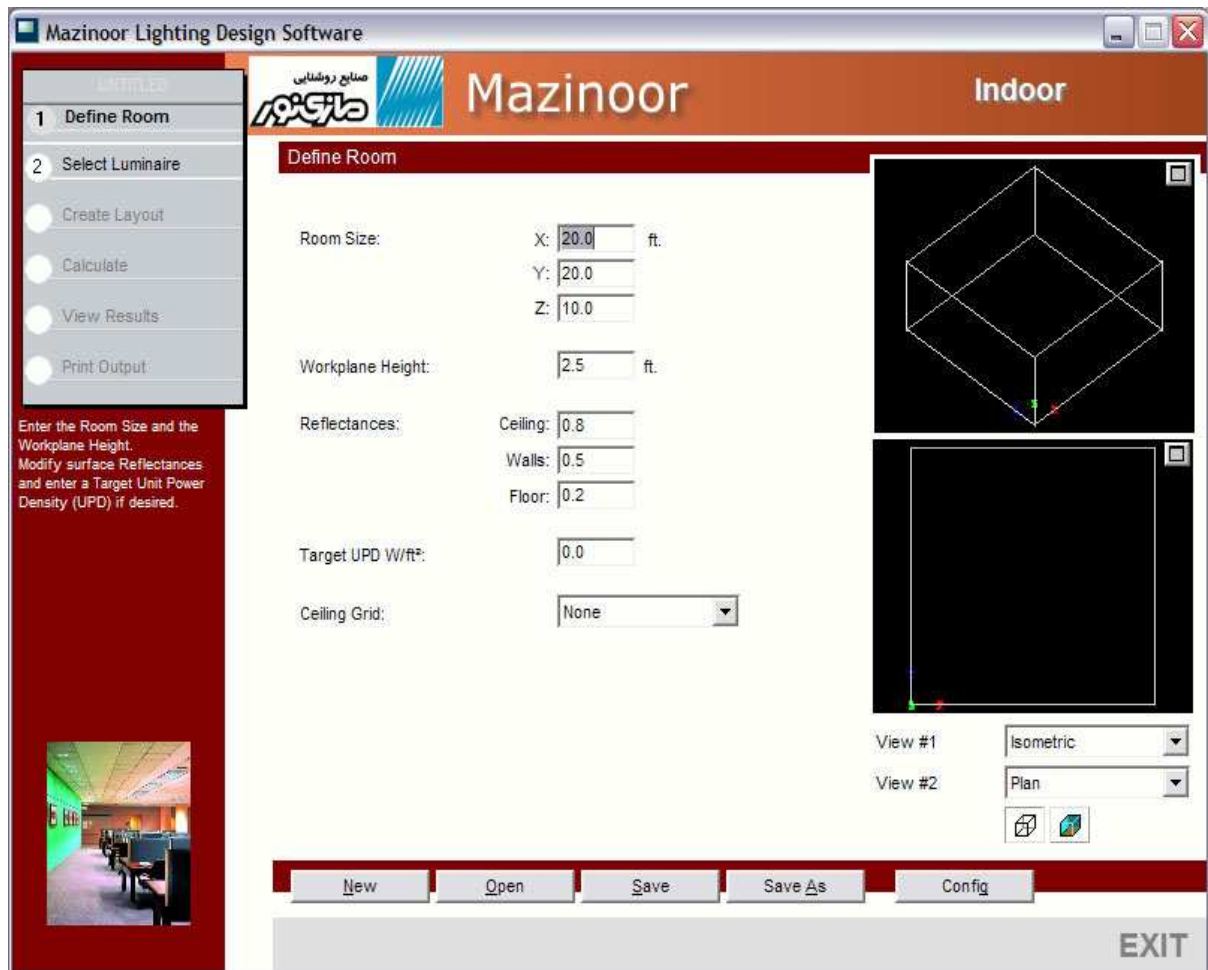 Mazinoor Lighting Design Software
UNTITLED
1 Define Room
2 Select Luminaire
Create Layout
Calculate
View Results
Print Output
Enter the Room Size and the
Workplane Height.
Modify surface Reflectances
and enter a Target Unit Power
Density (UPD) if desired.
صنایع روشنایی
مازی نور
Mazinoor
Indoor
Define Room
Room Size: X: 20.0 ft.
Y: 20.0
Z: 10.0
Workplane Height: 2.5 ft.
Reflectances: Ceiling: 0.8
Walls: 0.5
Floor: 0.2
Target UPD W/ft²: 0.0
Ceiling Grid: None
View #1 Isometric
View #2 Plan
New Open Save Save As Config
EXIT